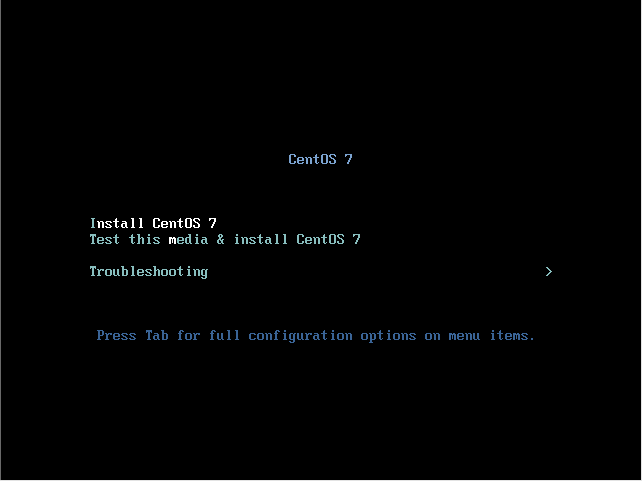 CentOS 7
Install CentOS 7
Test this media & install CentOS 7
Troubleshooting >
Press Tab for full configuration options on menu items.